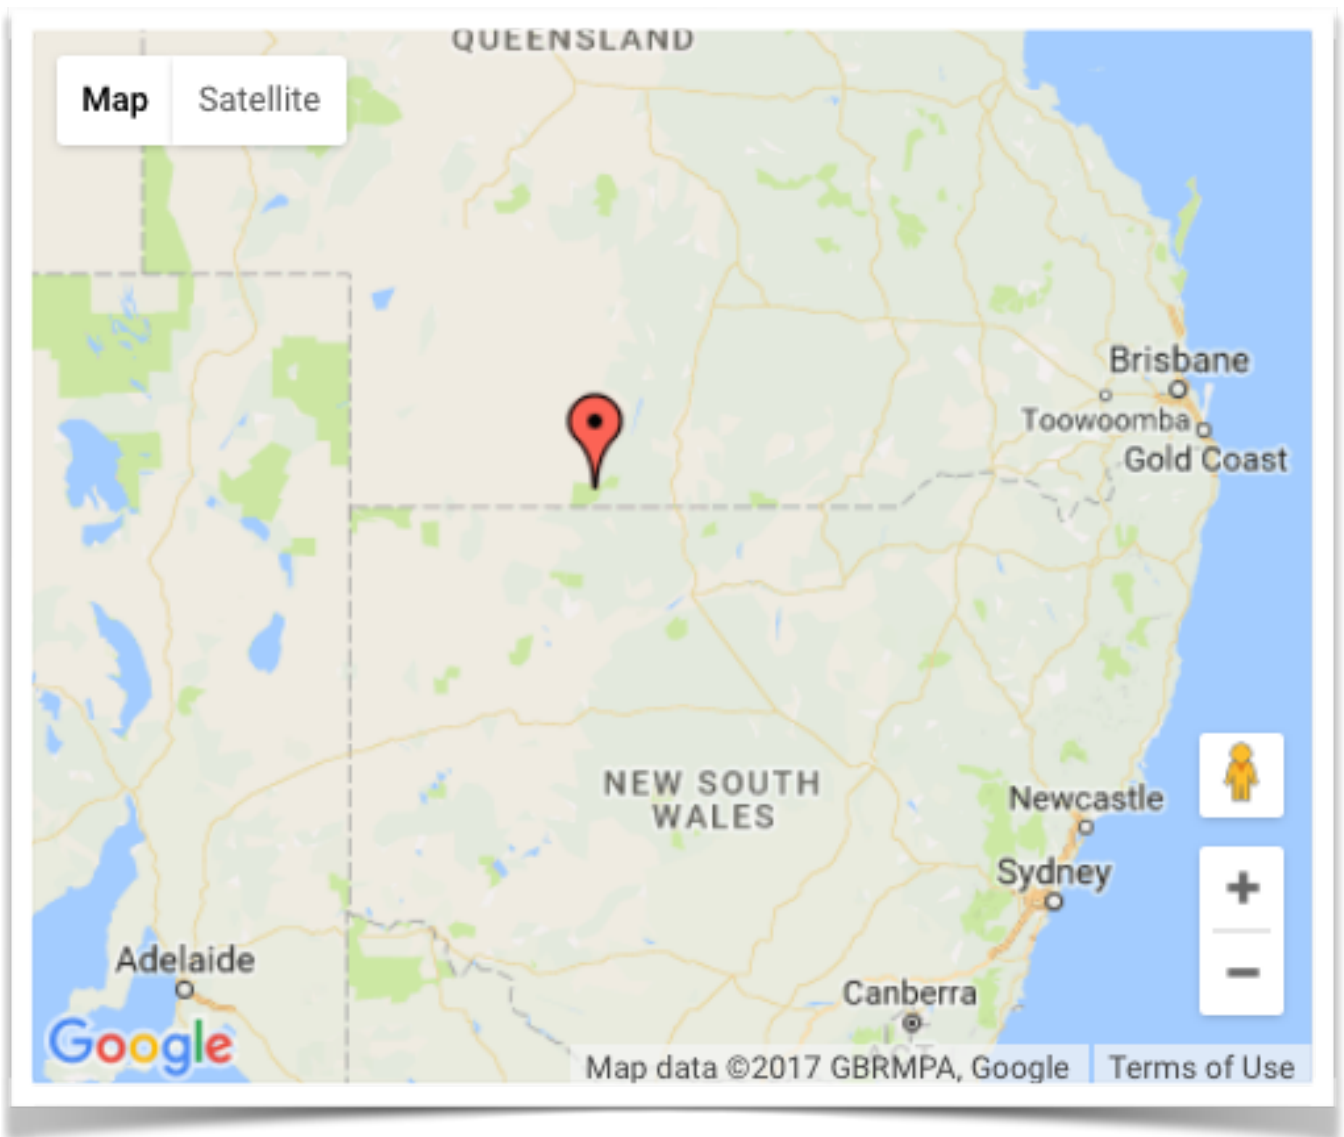 QUEENSLAND
Map Satellite
Brisbane
Toowoomba
Gold Coast
NEW SOUTH
WALES
Newcastle
Sydney
+
Adelaide
−
Canberra
ACT
Google
Map data ©2017 GBRMPA, Google Terms of Use